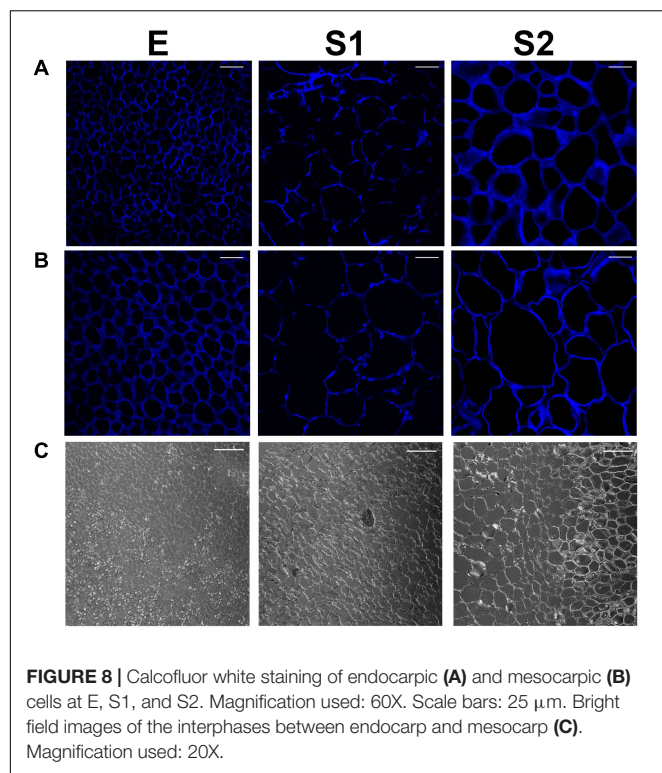 E S1 S2
A
B
C
FIGURE 8 | Calcofluor white staining of endocarpic (A) and mesocarpic (B)
cells at E, S1, and S2. Magnification used: 60X. Scale bars: 25 μm. Bright
field images of the interphases between endocarp and mesocarp (C).
Magnification used: 20X.